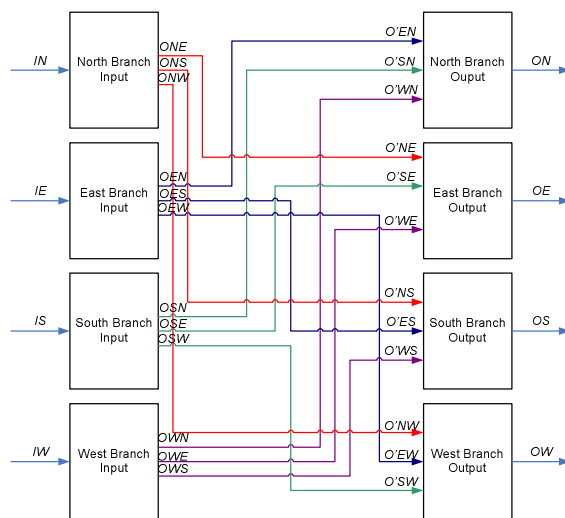 IN
North Branch
Input
ONE
ONS
ONW
O'EN
O'SN
O'WN
North Branch
Ouput
ON
IE
East Branch
Input
OEN
OES
OEW
O'NE
O'SE
O'WE
East Branch
Output
OE
IS
South Branch
Input
OSN
OSE
OSW
O'NS
O'ES
O'WS
South Branch
Output
OS
IW
West Branch
Input
OWN
OWE
OWS
O'NW
O'EW
O'SW
West Branch
Output
OW